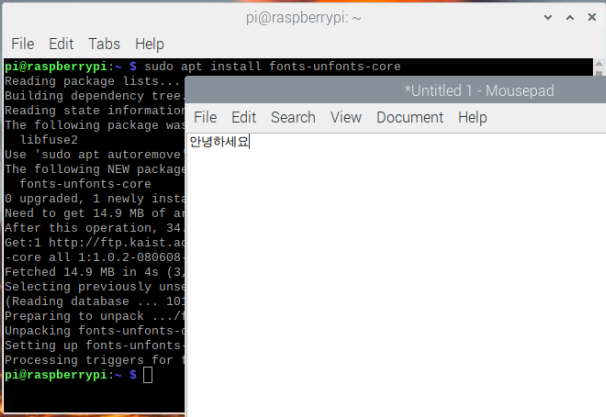 pi@raspberrypi: ~
File Edit Tabs Help
pi@raspberrypi:~ $ sudo apt install fonts-unfonts-core
Reading package lists...
Building dependency tree
Reading state information
The following package was
libfuse2
Use 'sudo apt autoremove'
The following NEW package
fonts-unfonts-core
0 upgraded, 1 newly insta
Need to get 14.9 MB of ar
After this operation, 34.
Get:1 http://ftp.kaist.ac
-core all 1:1.0.2-080608-
Fetched 14.9 MB in 4s (3,
Selecting previously unse
(Reading database ... 101
Preparing to unpack .../f
Unpacking fonts-unfonts-c
Setting up fonts-unfonts-
Processing triggers for f
pi@raspberrypi:~ $
*Untitled 1 - Mousepad
File Edit Search View Document Help
안녕하세요